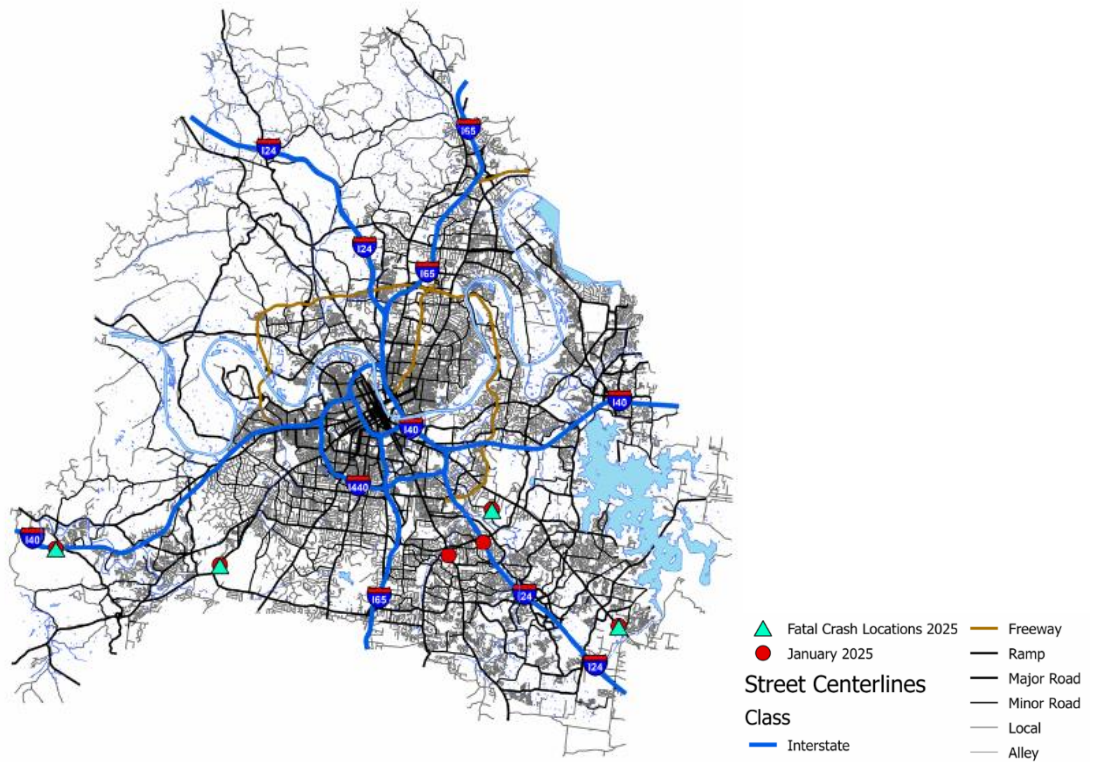 I65
I24
I24
I65
I40
I40
I440
I40
I24
I65
I24
Fatal Crash Locations 2025
January 2025
Street Centerlines
Class
Interstate
Freeway
Ramp
Major Road
Minor Road
Local
Alley